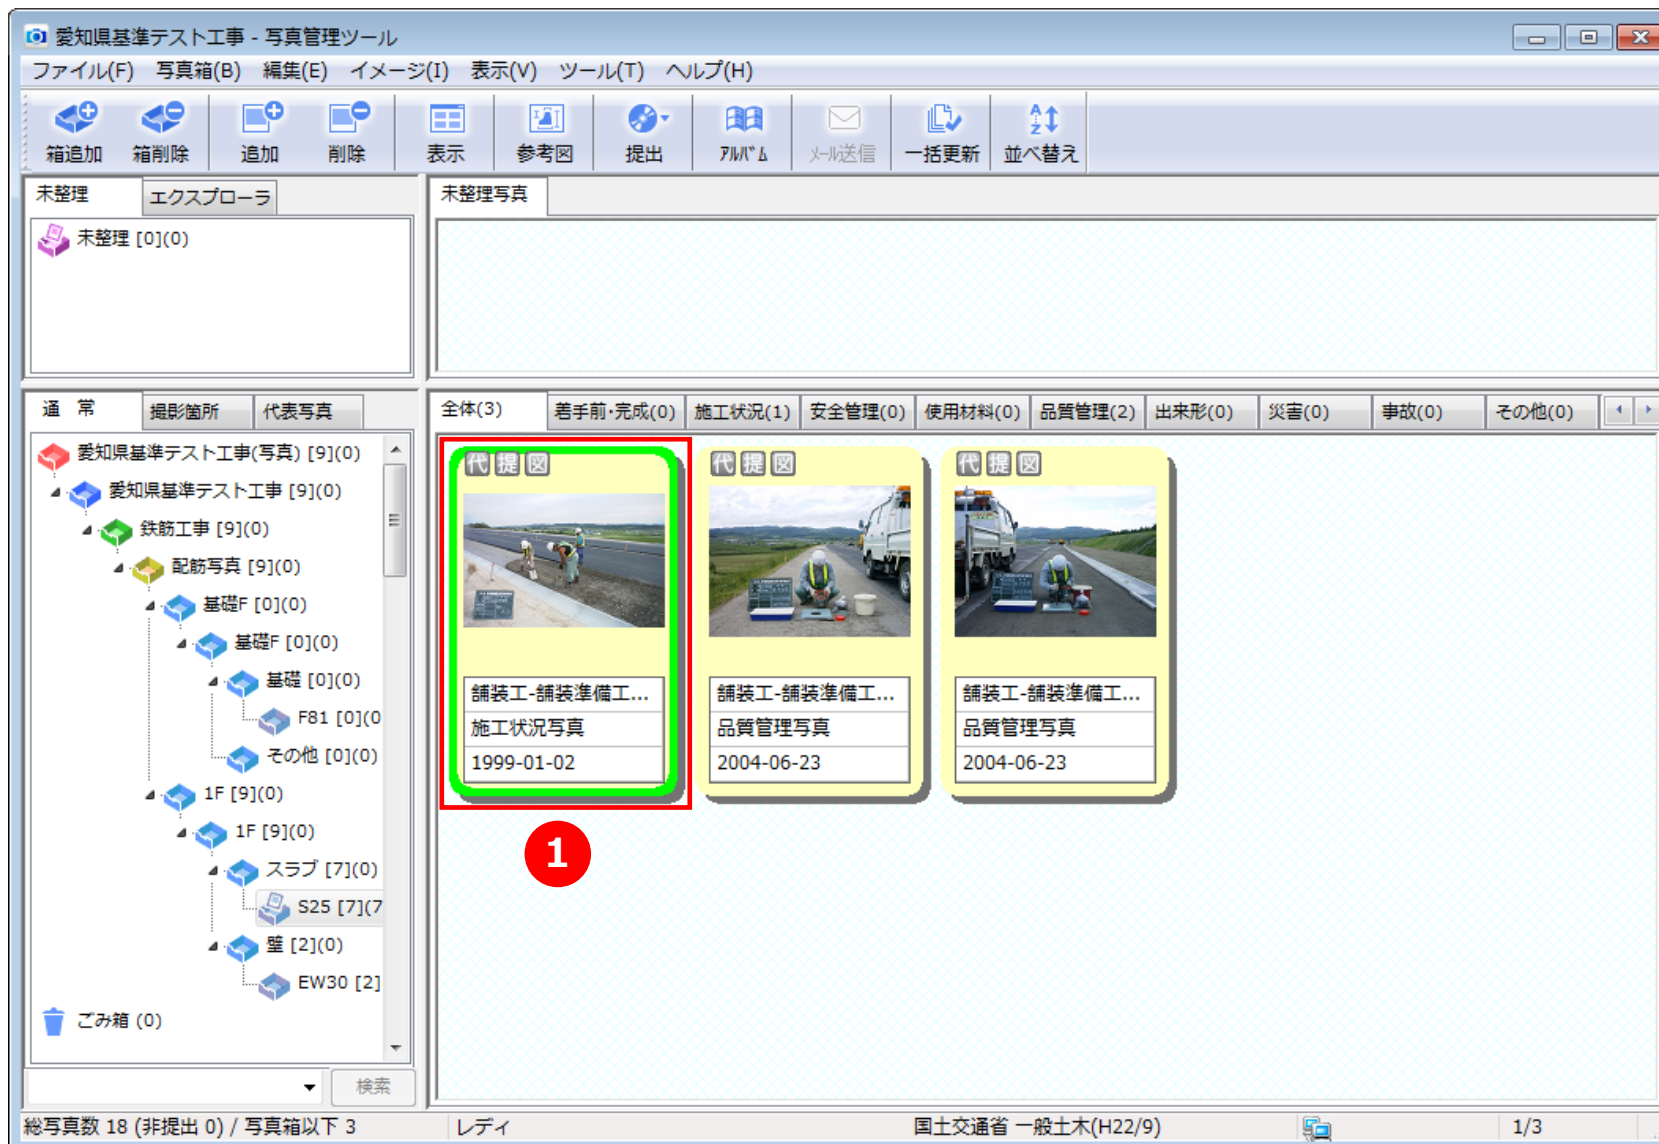 愛知県基準テスト工事 - 写真管理ツール
ファイル(F) 写真箱(B) 編集(E) イメージ(I) 表示(V) ツール(T) ヘルプ(H)
箱追加 箱削除 追加 削除 表示 参考図 提出 ｱﾙﾊﾞﾑ ﾒｰﾙ送信 一括更新 並べ替え
未整理 エクスプローラ
未整理 [0](0)
未整理写真
通 常 撮影箇所 代表写真
愛知県基準テスト工事(写真) [9](0)
愛知県基準テスト工事 [9](0)
鉄筋工事 [9](0)
配筋写真 [9](0)
基礎F [0](0)
基礎F [0](0)
基礎 [0](0)
F81 [0](0
その他 [0](0)
1F [9](0)
1F [9](0)
スラブ [7](0)
S25 [7](7
壁 [2](0)
EW30 [2]
ごみ箱 (0)
検索
全体(3) 着手前・完成(0) 施工状況(1) 安全管理(0) 使用材料(0) 品質管理(2) 出来形(0) 災害(0) 事故(0) その他(0)
代 提 図
舗装工-舗装準備工...
施工状況写真
1999-01-02
代 提 図
舗装工-舗装準備工...
品質管理写真
2004-06-23
代 提 図
舗装工-舗装準備工...
品質管理写真
2004-06-23
1
総写真数 18 (非提出 0) / 写真箱以下 3 レディ 国土交通省 一般土木(H22/9) 1/3